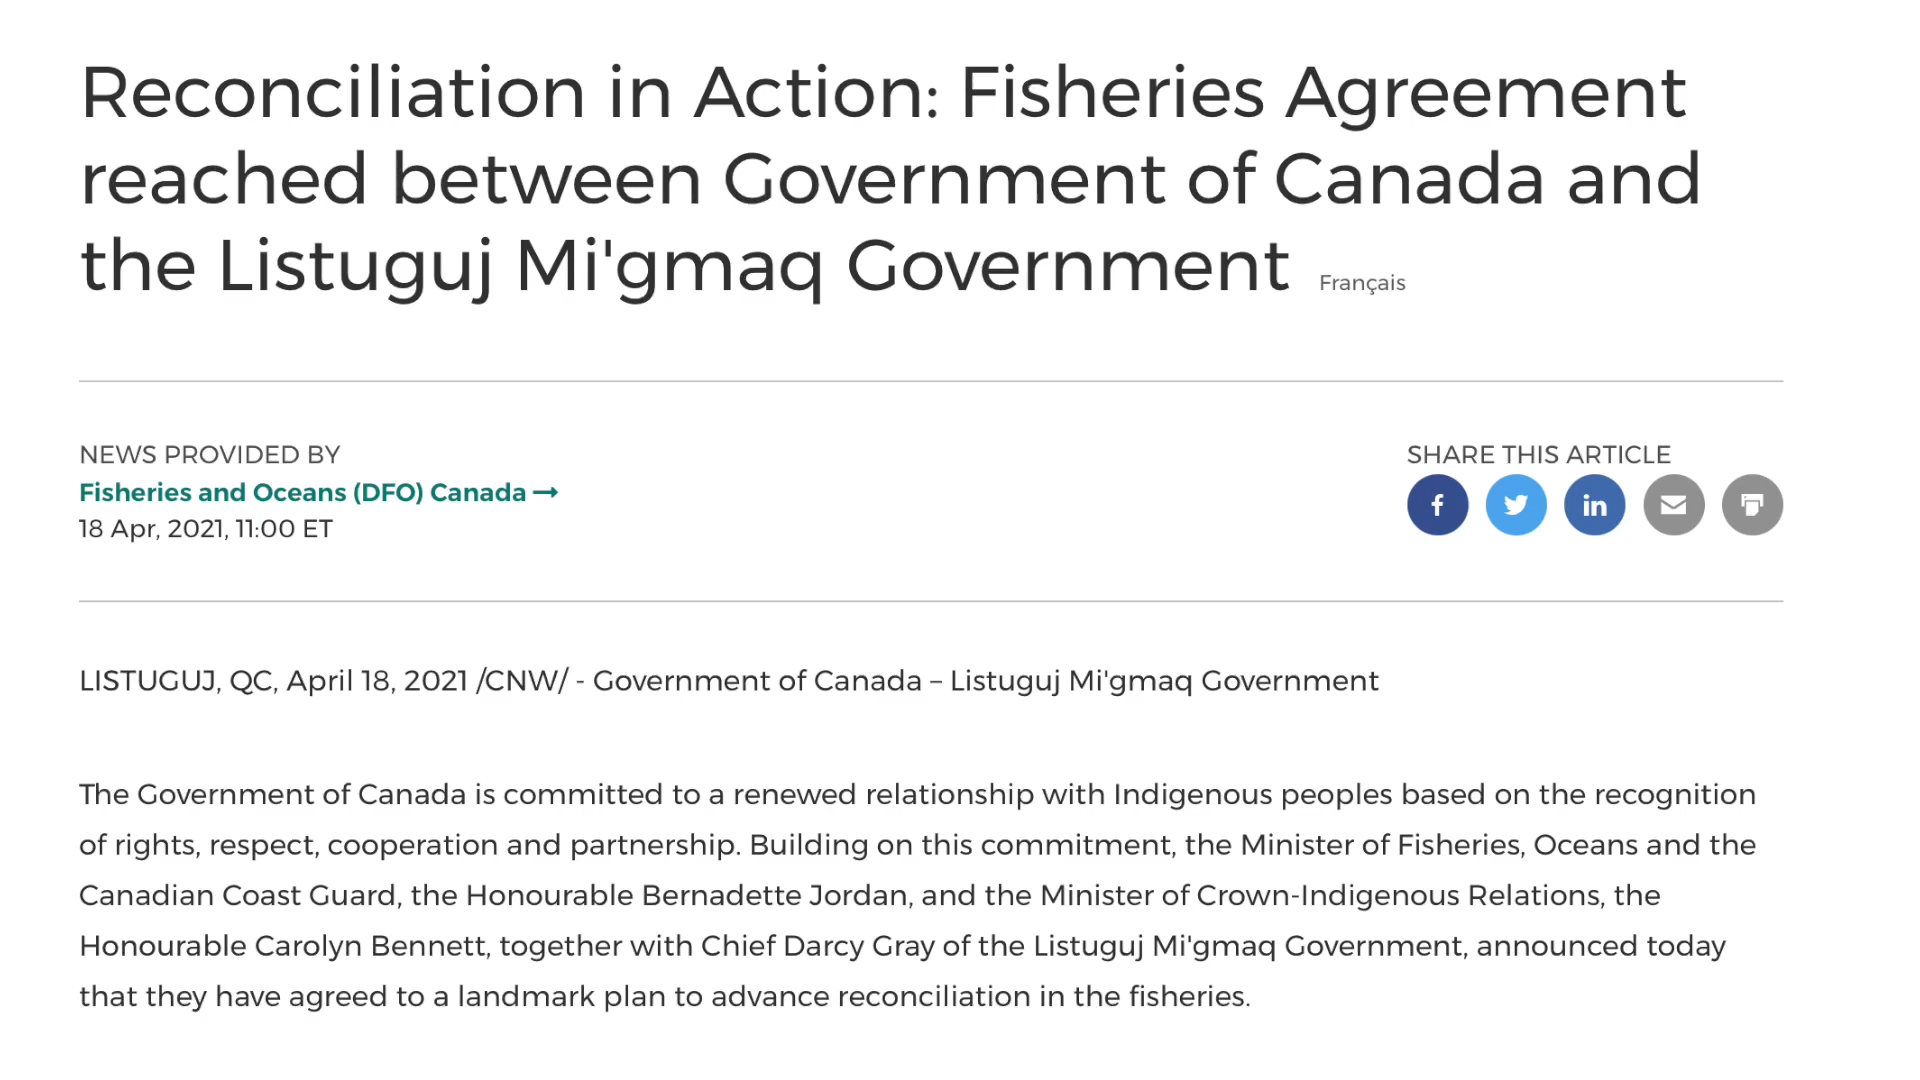 Reconciliation in Action: Fisheries Agreement
reached between Government of Canada and
the Listuguj Mi'gmaq Government Français
NEWS PROVIDED BY
Fisheries and Oceans (DFO) Canada →
18 Apr, 2021, 11:00 ET
SHARE THIS ARTICLE
LISTUGUJ, QC, April 18, 2021 /CNW/ - Government of Canada – Listuguj Mi'gmaq Government
The Government of Canada is committed to a renewed relationship with Indigenous peoples based on the recognition
of rights, respect, cooperation and partnership. Building on this commitment, the Minister of Fisheries, Oceans and the
Canadian Coast Guard, the Honourable Bernadette Jordan, and the Minister of Crown-Indigenous Relations, the
Honourable Carolyn Bennett, together with Chief Darcy Gray of the Listuguj Mi'gmaq Government, announced today
that they have agreed to a landmark plan to advance reconciliation in the fisheries.